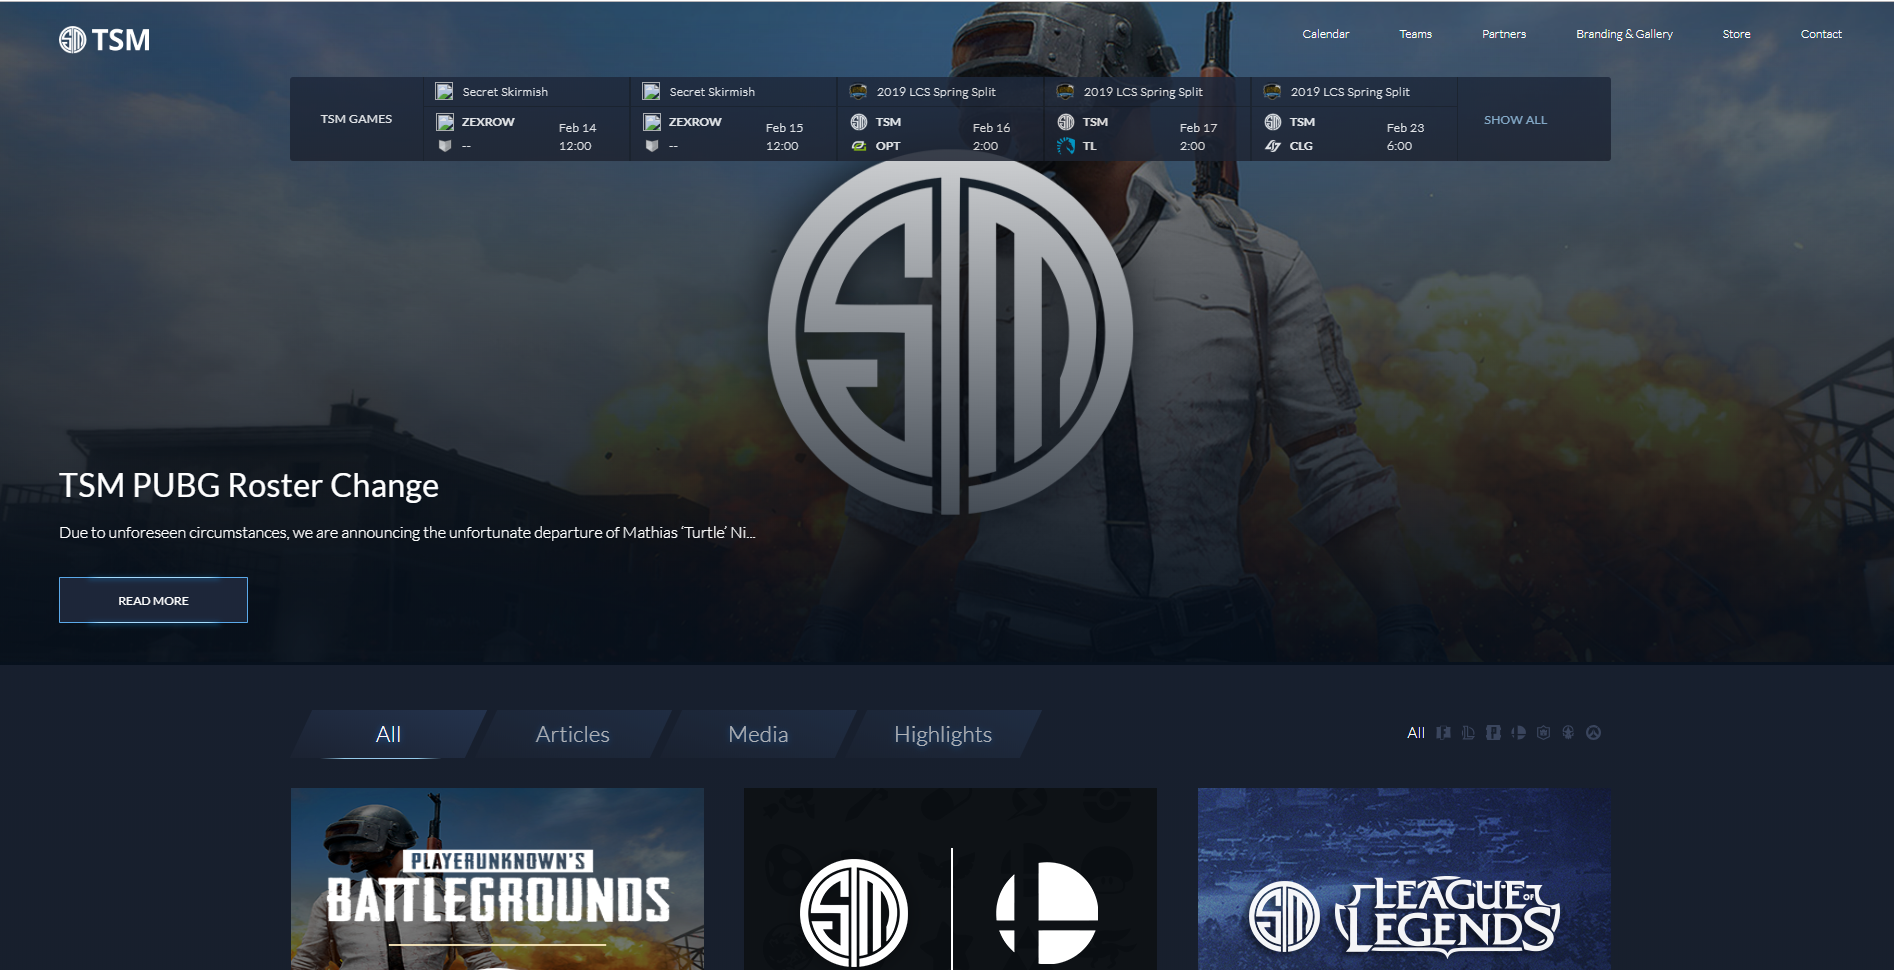 TSM
Calendar
Teams
Partners
Branding & Gallery
Store
Contact
TSM GAMES
Secret Skirmish
ZEXROW
--
Feb 14
12:00
Secret Skirmish
ZEXROW
--
Feb 15
12:00
2019 LCS Spring Split
TSM
OPT
Feb 16
2:00
2019 LCS Spring Split
TSM
TL
Feb 17
2:00
2019 LCS Spring Split
TSM
CLG
Feb 23
6:00
SHOW ALL
TSM PUBG Roster Change
Due to unforeseen circumstances, we are announcing the unfortunate departure of Mathias ‘Turtle’ Ni...
READ MORE
All
Articles
Media
Highlights
All
PLAYERUNKNOWN'S
BATTLEGROUNDS
LEAGUE OF
LEGENDS